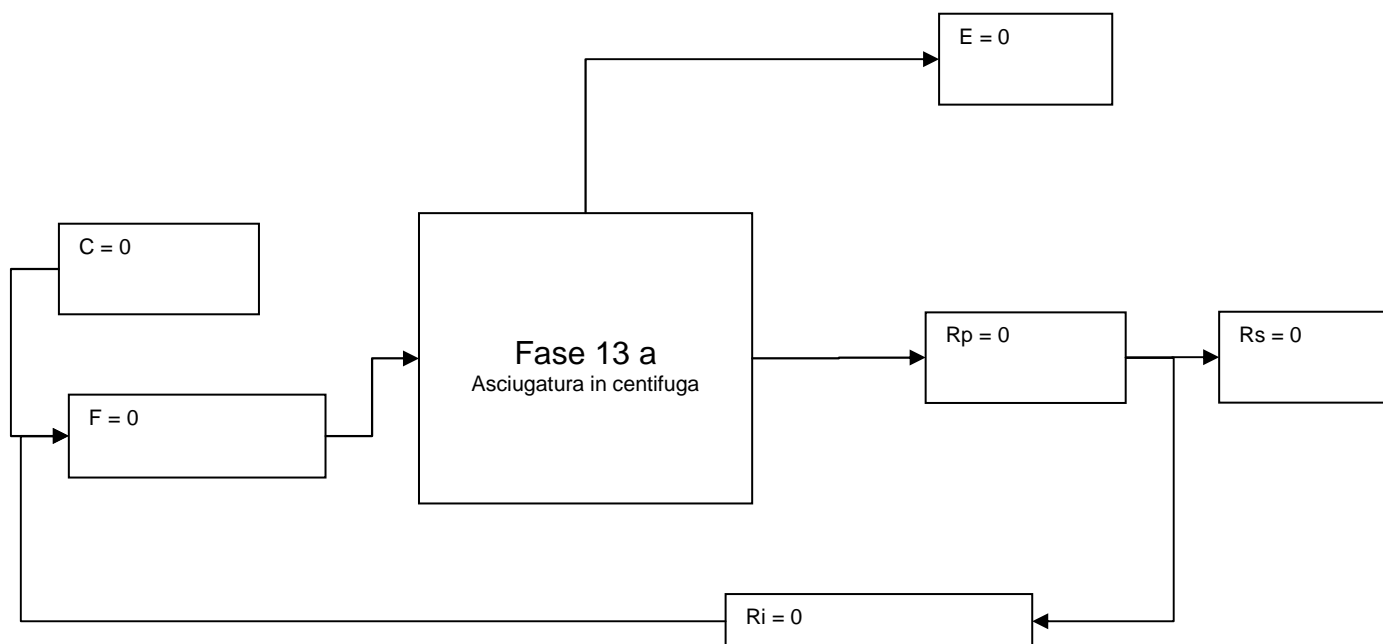 E = 0
C = 0
Fase 13 a
Asciugatura in centifuga
Rp = 0
Rs = 0
F = 0
Ri = 0